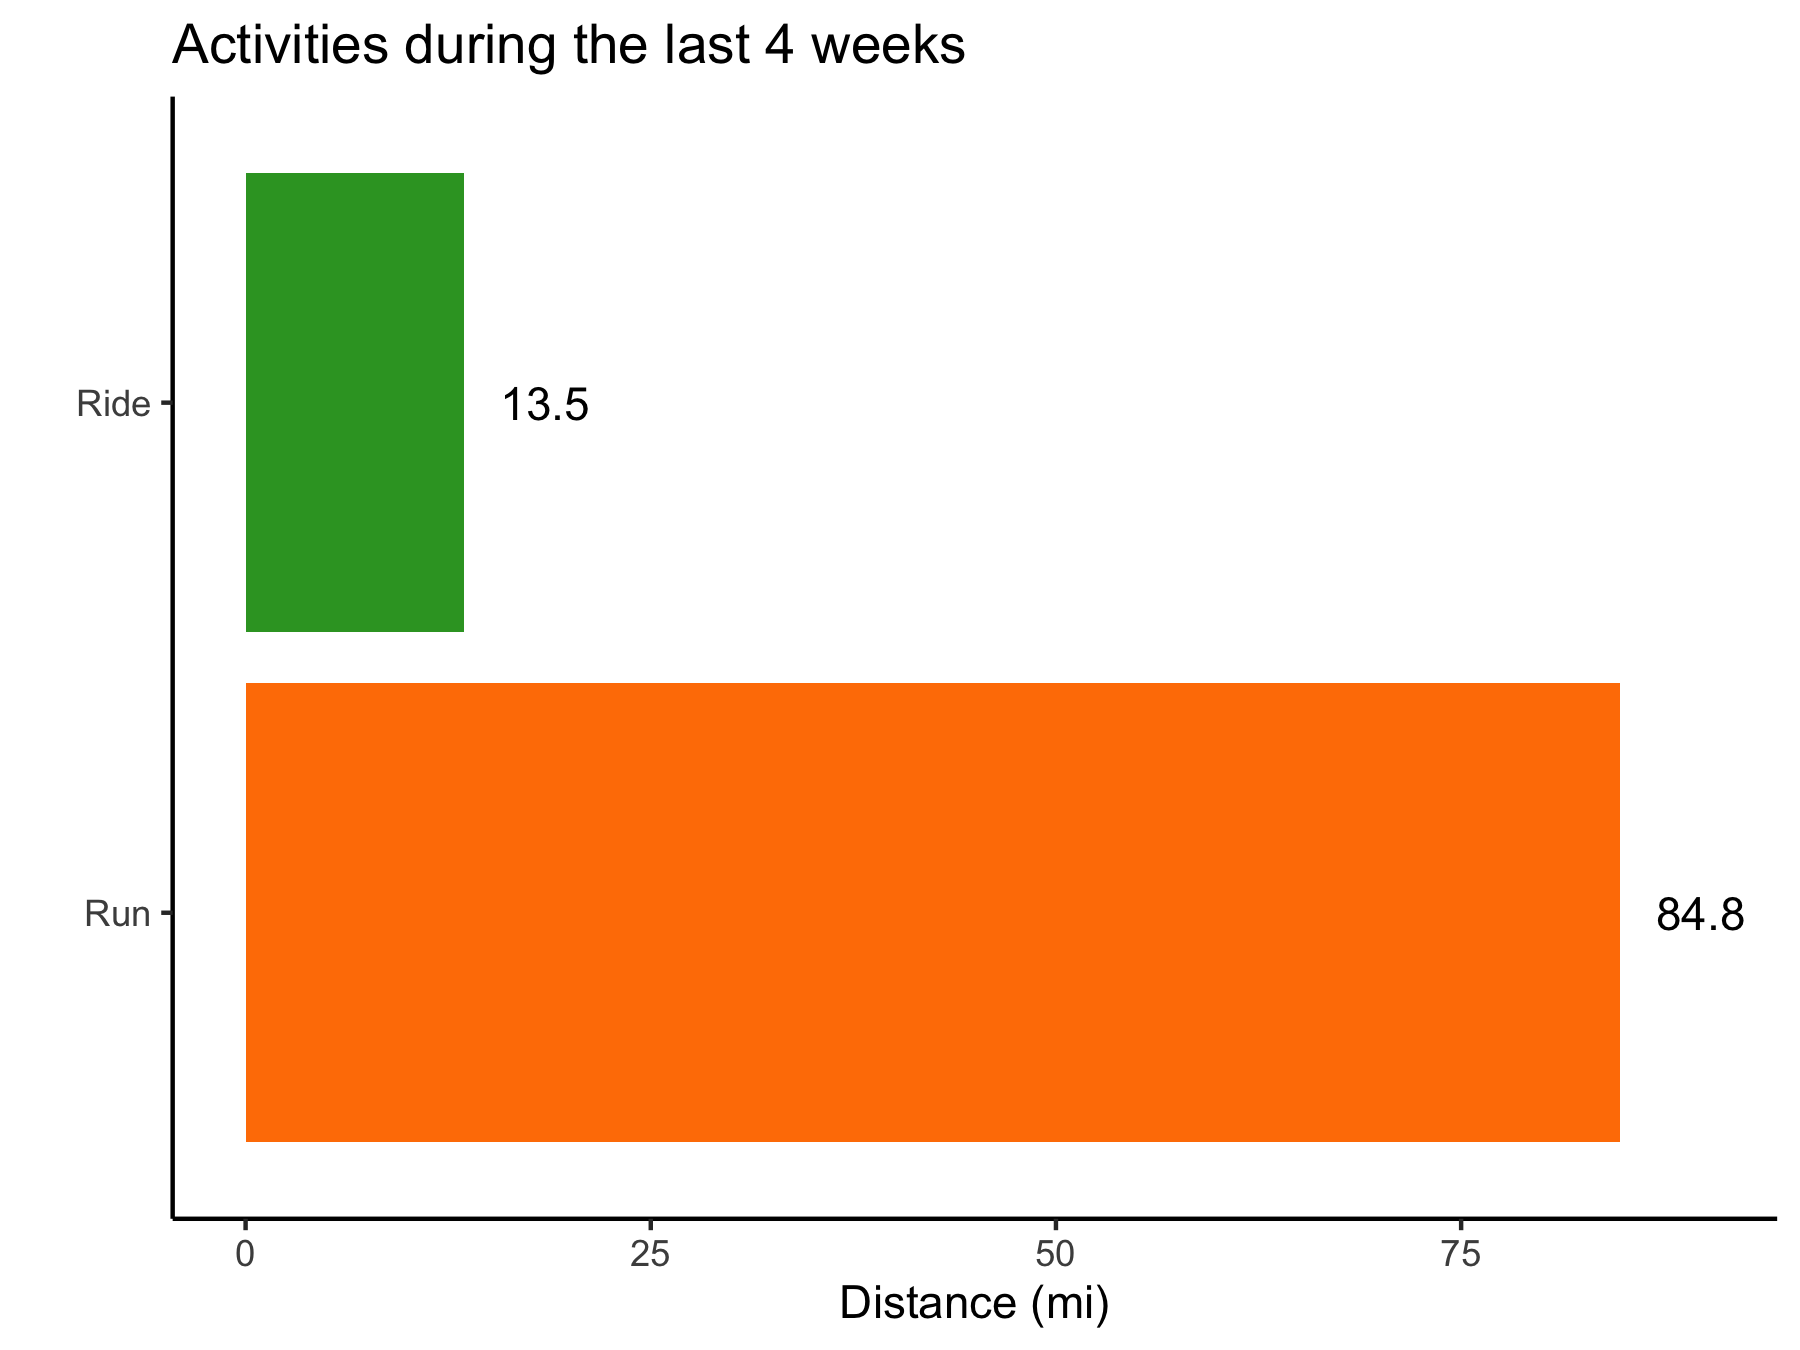 Activities during the last 4 weeks
Ride
13.5
Run
84.8
0 25 50 75
Distance (mi)